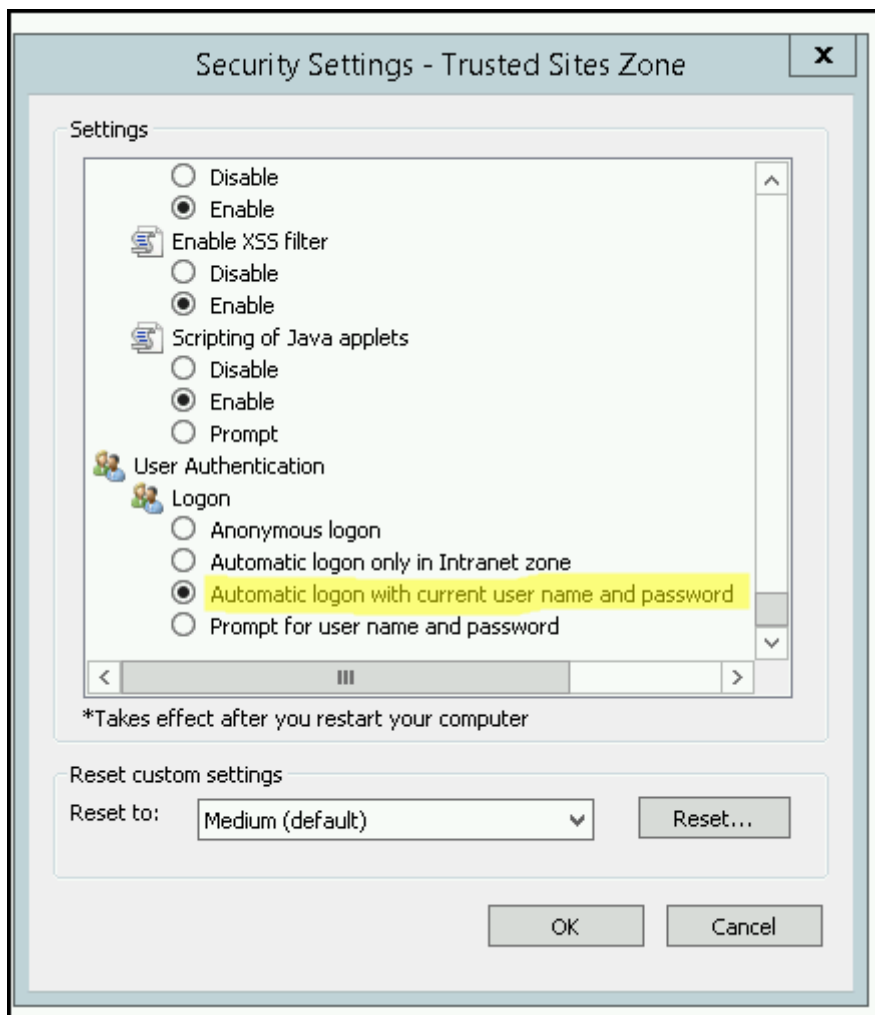 Security Settings - Trusted Sites Zone
x
Settings
Disable
Enable
Enable XSS filter
Disable
Enable
Scripting of Java applets
Disable
Enable
Prompt
User Authentication
Logon
Anonymous logon
Automatic logon only in Intranet zone
Automatic logon with current user name and password
Prompt for user name and password
*Takes effect after you restart your computer
Reset custom settings
Reset to:
Medium (default)
Reset...
OK
Cancel